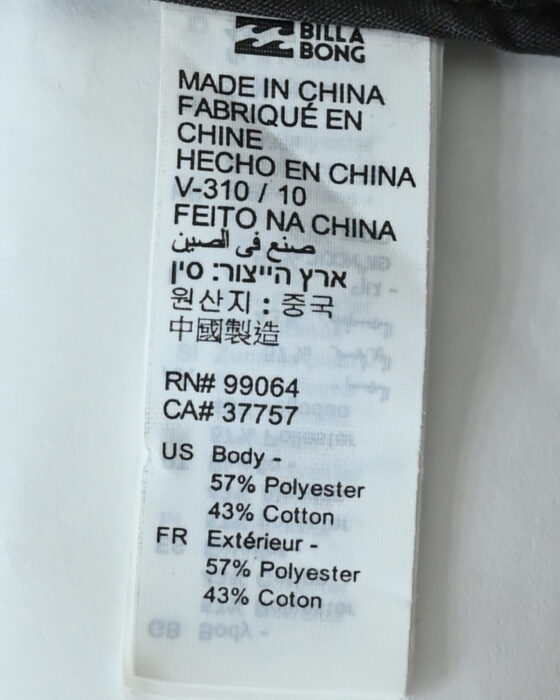 BILLA
BONG
MADE IN CHINA
FABRIQUÉ EN
CHINE
HECHO EN CHINA
V-310 / 10
FEITO NA CHINA
صنع في الصين
ארץ הייצור: סין
원산지 : 중국
中國製造
RN# 99064
CA# 37757
US Body -
57% Polyester
43% Cotton
FR Extérieur -
57% Polyester
43% Coton